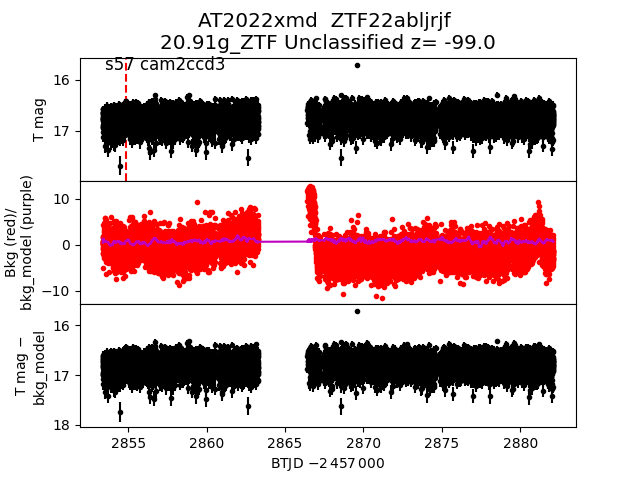 AT2022xmd  ZTF22abljrjf
20.91g_ZTF Unclassified z= -99.0
s57 cam2ccd3
16
17
T mag
10
0
−10
Bkg (red)/
bkg_model (purple)
16
17
18
T mag −
bkg_model
2855
2860
2865
2870
2875
2880
BTJD −2 457 000